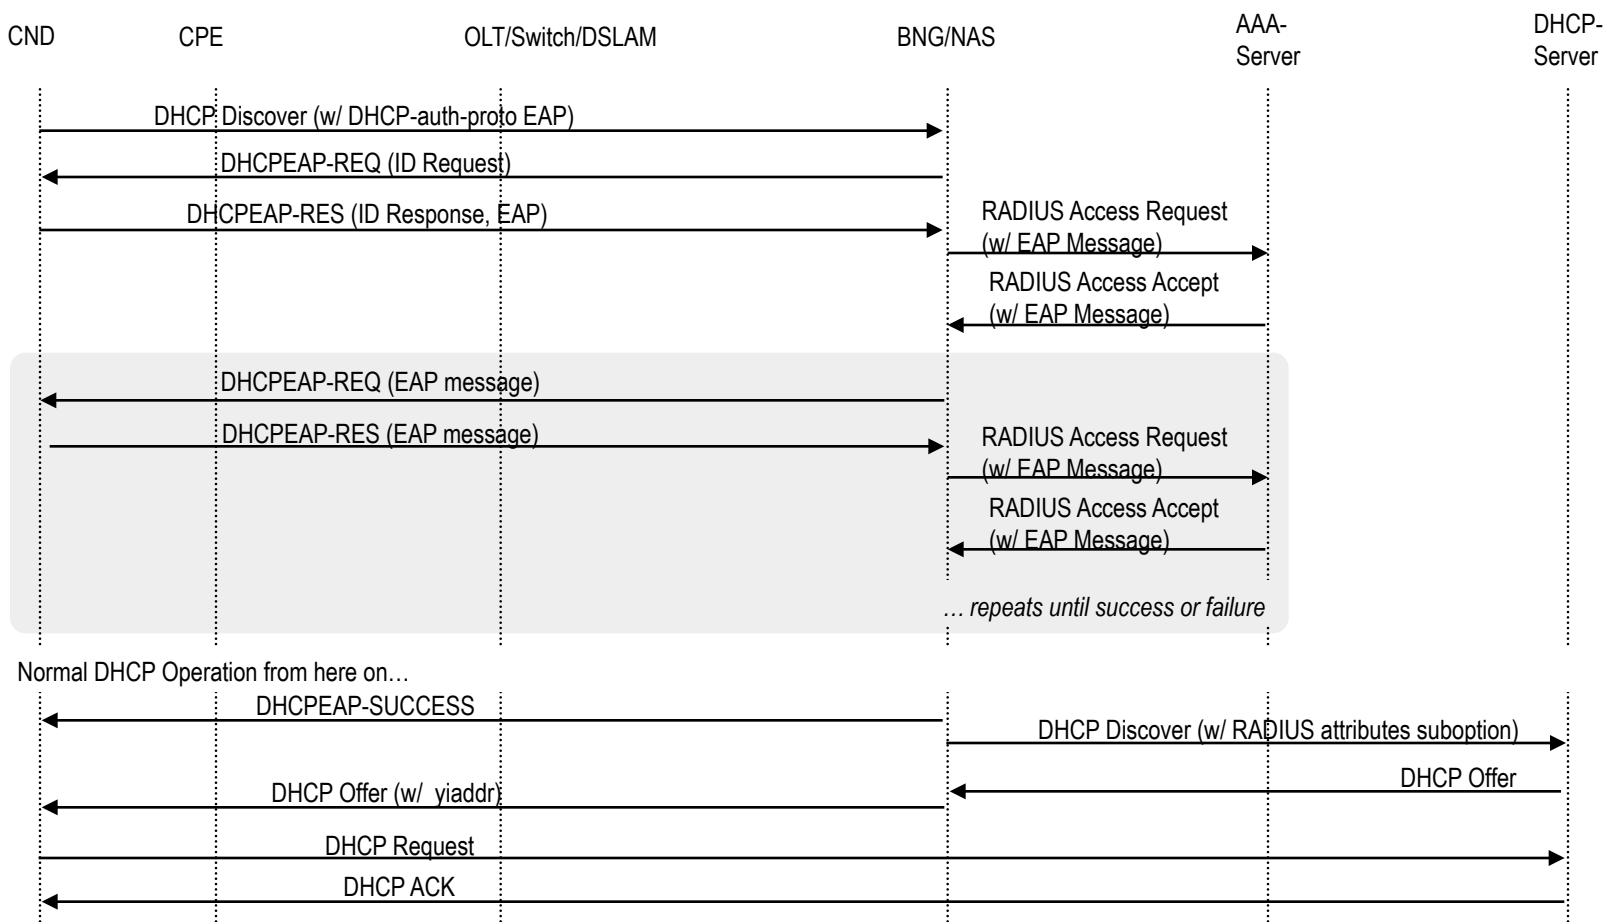 CND
CPE
OLT/Switch/DSLAM
BNG/NAS
AAA-
Server
DHCP-
Server
DHCP Discover (w/ DHCP-auth-proto EAP)
DHCPEAP-REQ (ID Request)
DHCPEAP-RES (ID Response, EAP)
RADIUS Access Request
(w/ EAP Message)
RADIUS Access Accept
(w/ EAP Message)
DHCPEAP-REQ (EAP message)
DHCPEAP-RES (EAP message)
RADIUS Access Request
(w/ EAP Message)
RADIUS Access Accept
(w/ EAP Message)
… repeats until success or failure
Normal DHCP Operation from here on…
DHCPEAP-SUCCESS
DHCP Discover (w/ RADIUS attributes suboption)
DHCP Offer
DHCP Offer (w/ yiaddr)
DHCP Request
DHCP ACK